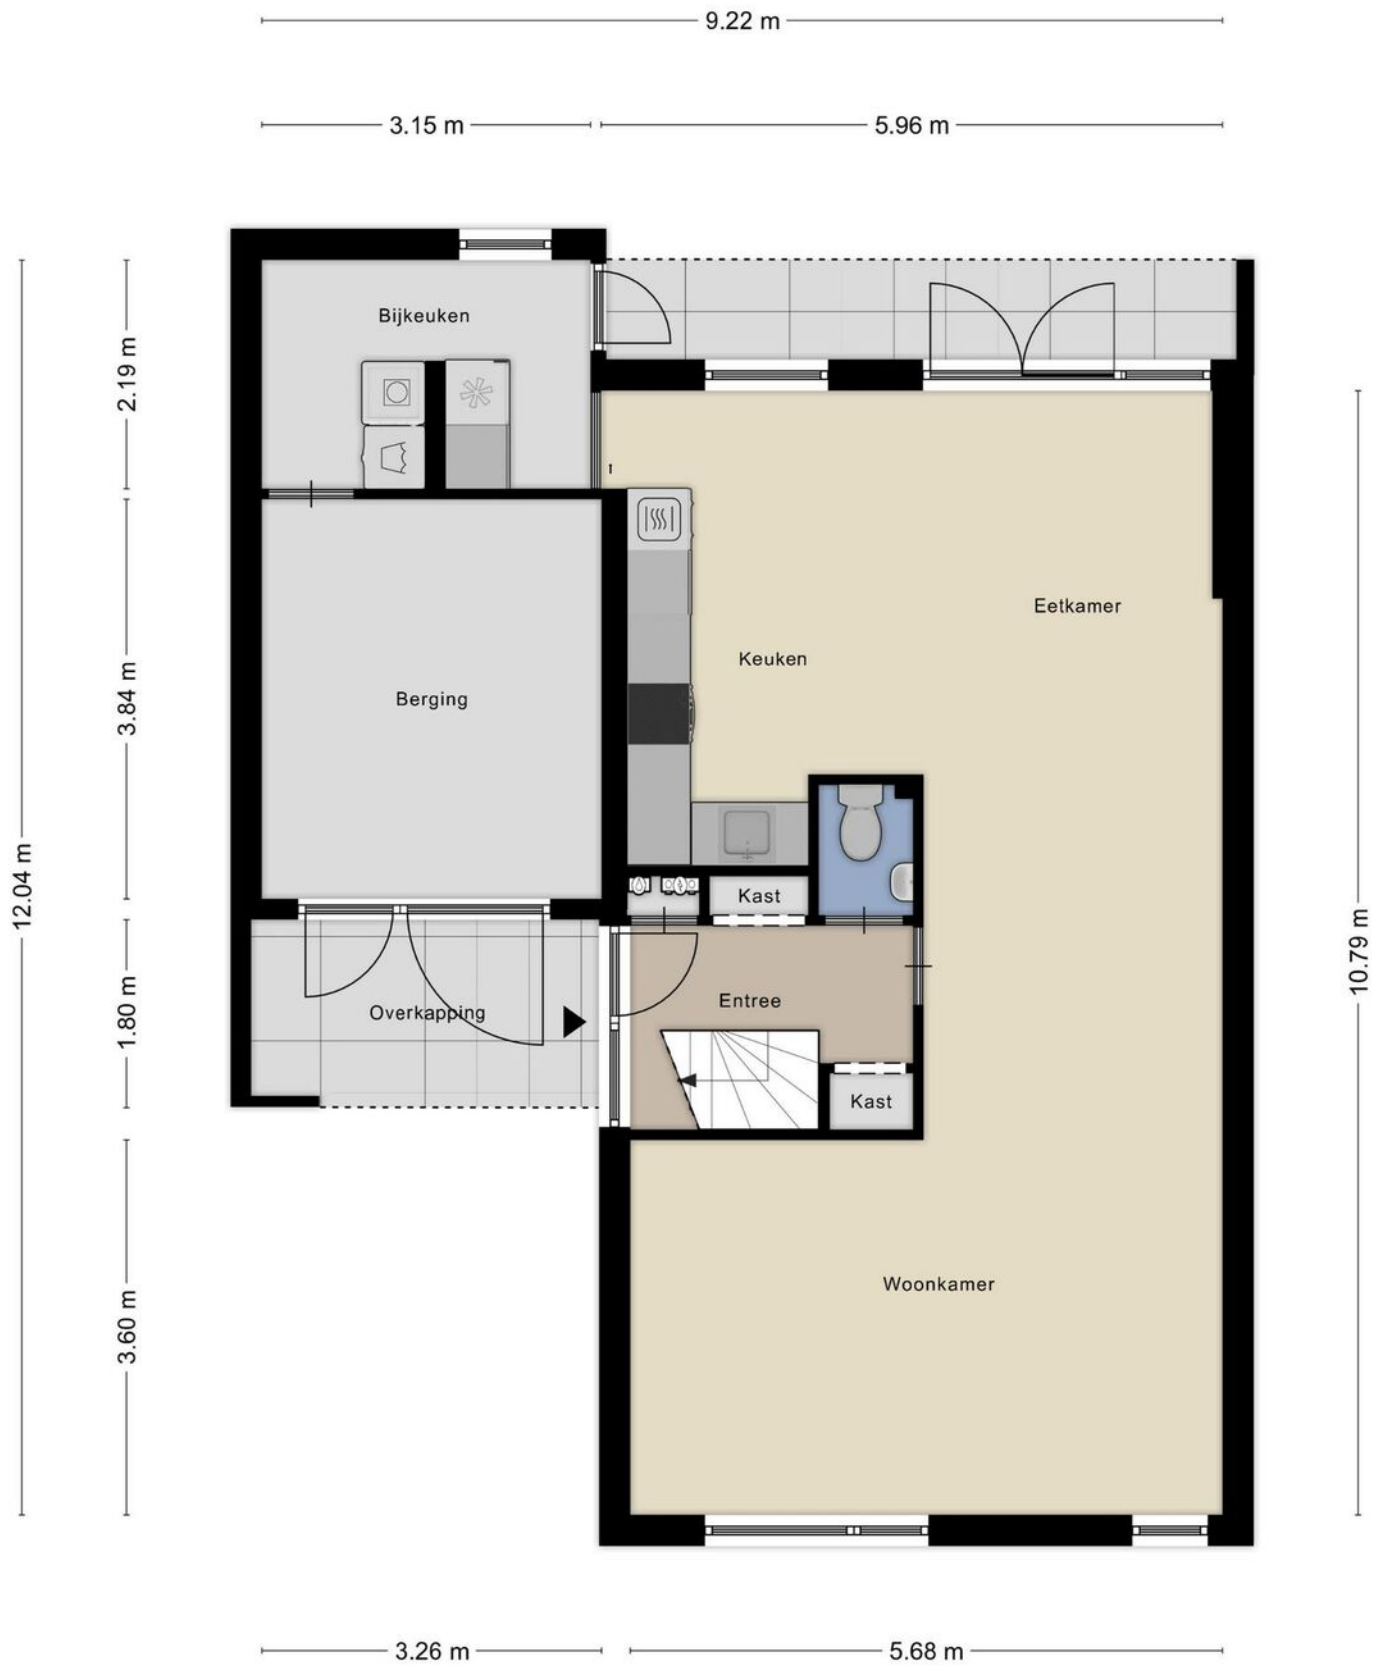 9.22 m
3.15 m
5.96 m
Bijkeuken
2.19 m
Eetkamer
Keuken
3.84 m
Berging
12.04 m
Kast
10.79 m
Entree
Overkapping
1.80 m
Kast
Woonkamer
3.60 m
3.26 m
5.68 m